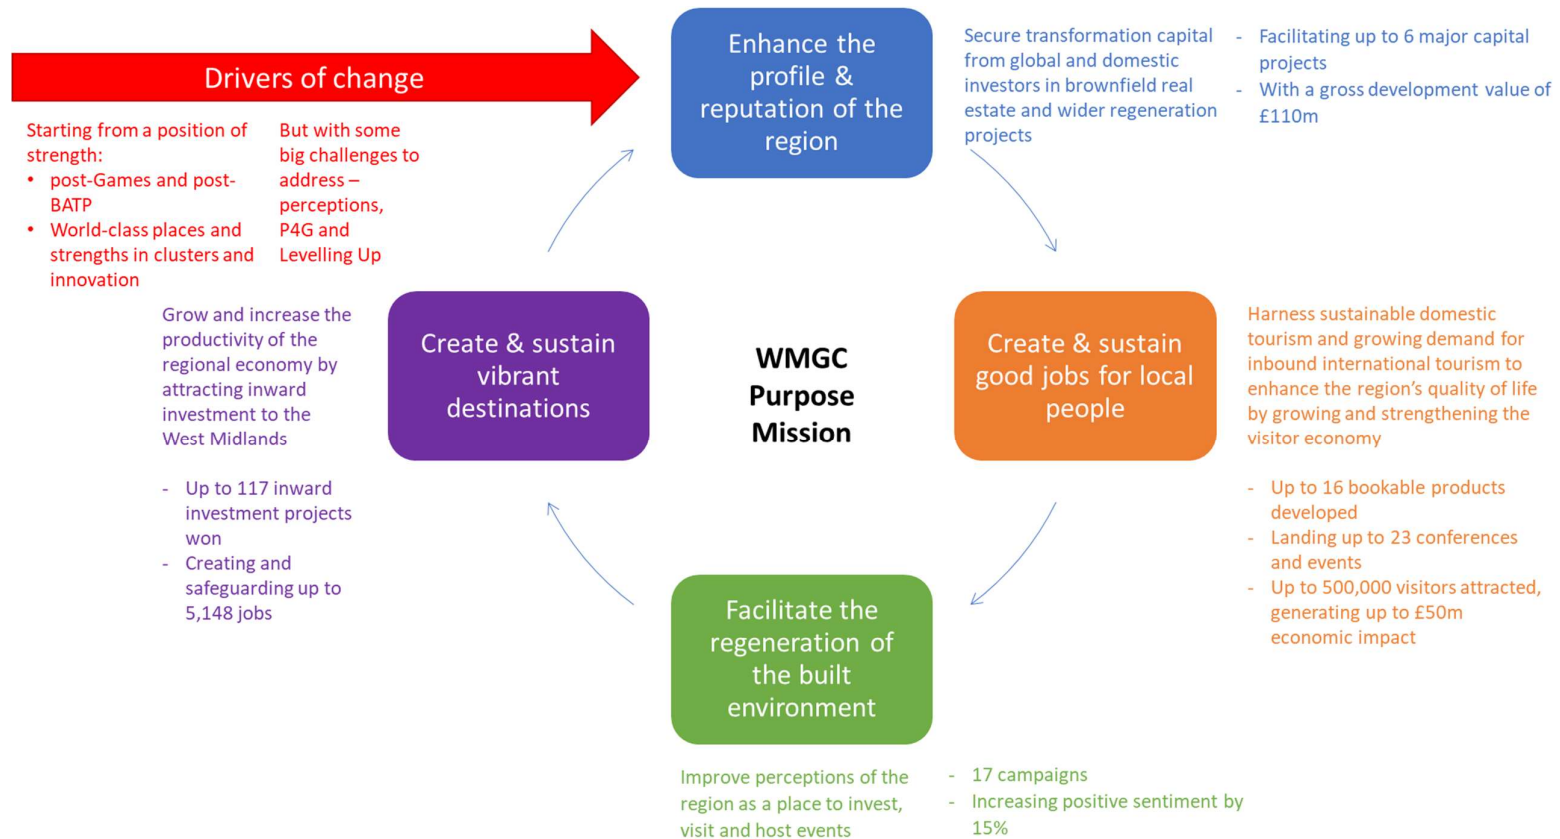 Drivers of change
Starting from a position of
strength:
• post-Games and post-
BATP
• World-class places and
strengths in clusters and
innovation
But with some
big challenges to
address –
perceptions,
P4G and
Levelling Up
Enhance the
profile &
reputation of the
region
Secure transformation capital
from global and domestic
investors in brownfield real
estate and wider regeneration
projects
- Facilitating up to 6 major capital
projects
- With a gross development value of
£110m
Grow and increase the
productivity of the
regional economy by
attracting inward
investment to the
West Midlands
- Up to 117 inward
investment projects
won
- Creating and
safeguarding up to
5,148 jobs
Create & sustain
vibrant
destinations
WMGC
Purpose
Mission
Create & sustain
good jobs for local
people
Harness sustainable domestic
tourism and growing demand for
inbound international tourism to
enhance the region’s quality of life
by growing and strengthening the
visitor economy
- Up to 16 bookable products
developed
- Landing up to 23 conferences
and events
- Up to 500,000 visitors attracted,
generating up to £50m
economic impact
Facilitate the
regeneration of
the built
environment
Improve perceptions of the
region as a place to invest,
visit and host events
- 17 campaigns
- Increasing positive sentiment by
15%